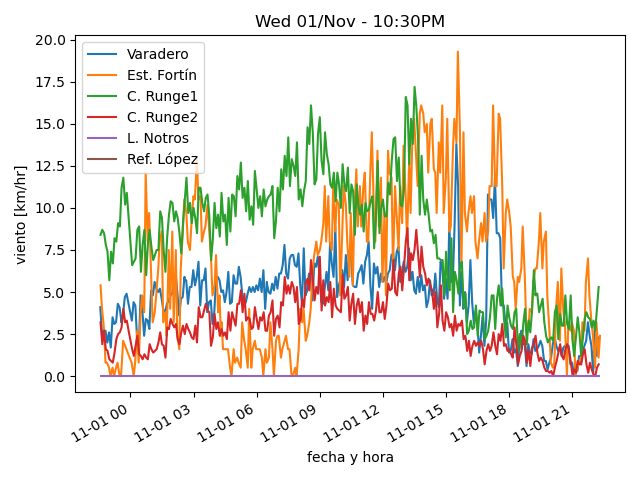 Wed 01/Nov - 10:30PM
viento [km/hr]
20.0
17.5
15.0
12.5
10.0
7.5
5.0
2.5
0.0
Varadero
Est. Fortín
C. Runge1
C. Runge2
L. Notros
Ref. López
11-01 00
11-01 03
11-01 06
11-01 09
11-01 12
11-01 15
11-01 18
11-01 21
fecha y hora